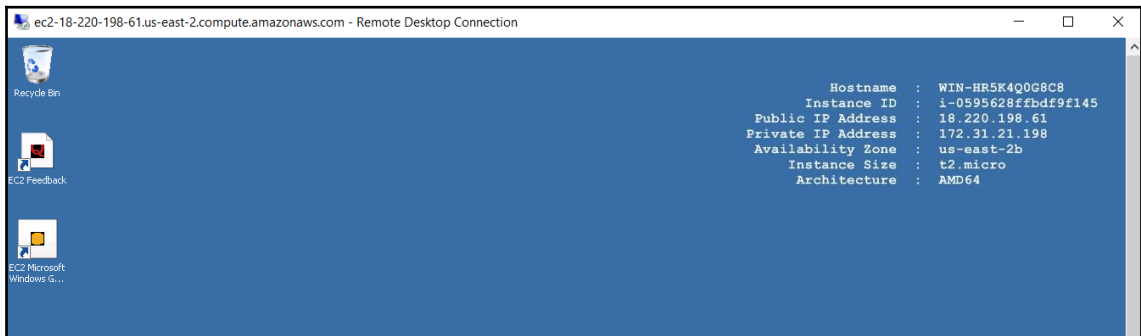 ec2-18-220-198-61.us-east-2.compute.amazonaws.com - Remote Desktop Connection
Recycle Bin
EC2 Feedback
EC2 Microsoft
Windows G...
Hostname : WIN-HR5K4Q0G8C8
Instance ID : i-0595628ffbdf9f145
Public IP Address : 18.220.198.61
Private IP Address : 172.31.21.198
Availability Zone : us-east-2b
Instance Size : t2.micro
Architecture : AMD64